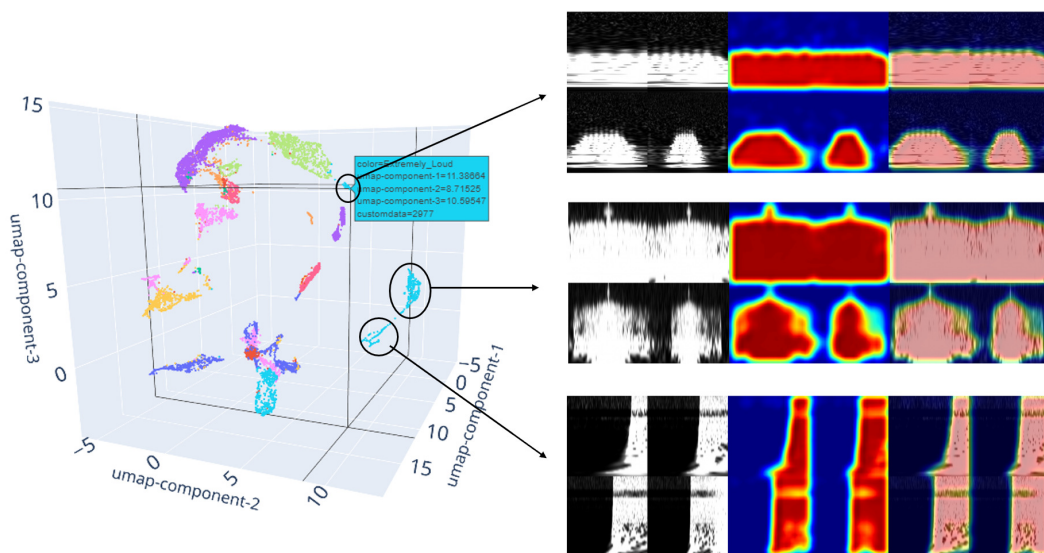 15
10
5
0
umap-component-3
color=Extremely_Loud
umap-component-1=11.38664
umap-component-2=8.71525
umap-component-3=10.59547
customdata=2977
−5
0
5
10
umap-component-2
−5
0
5
10
15
umap-component-1